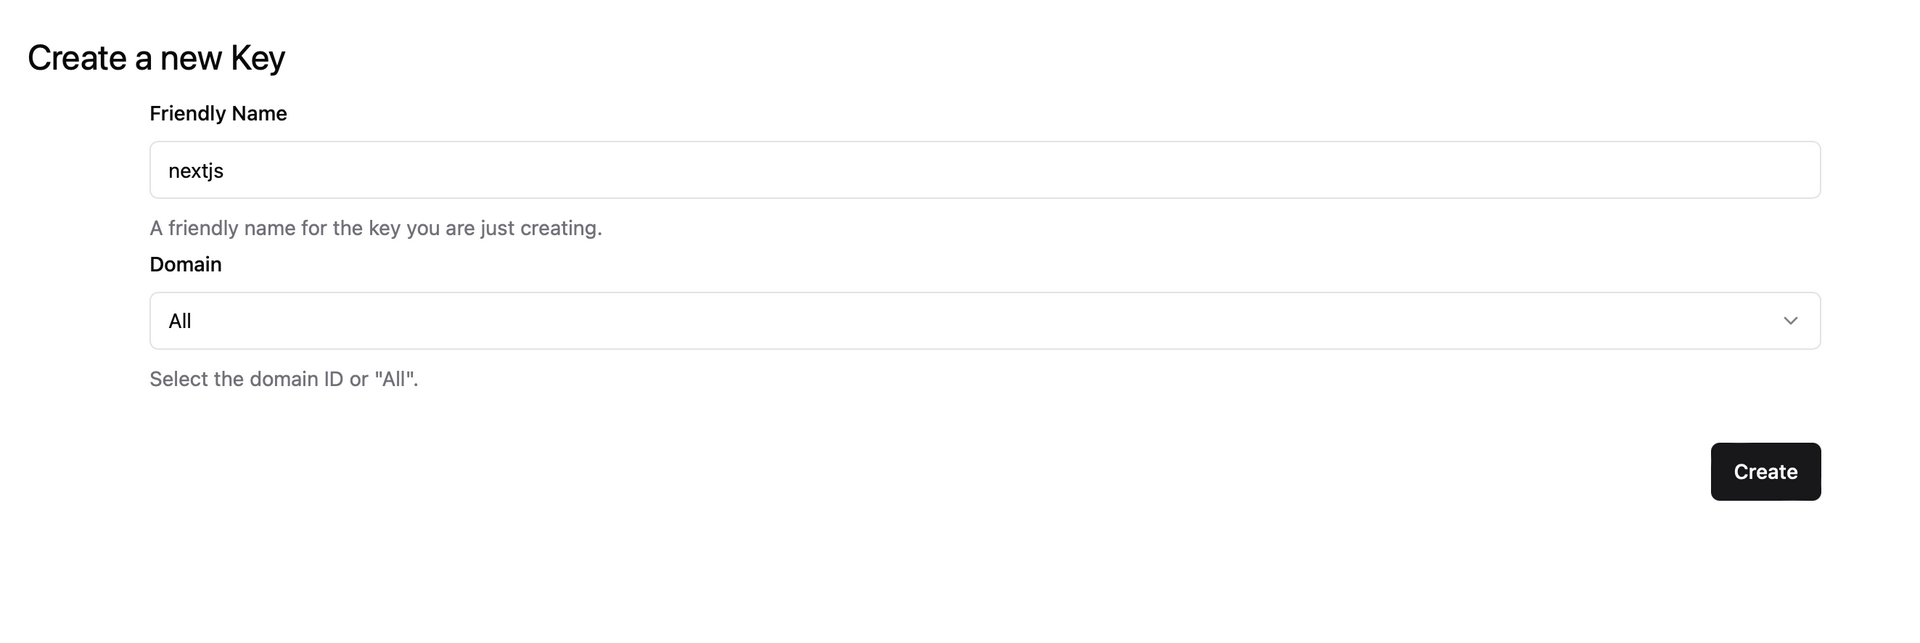 Create a new Key
Friendly Name
nextjs
A friendly name for the key you are just creating.
Domain
All
Select the domain ID or "All".
Create